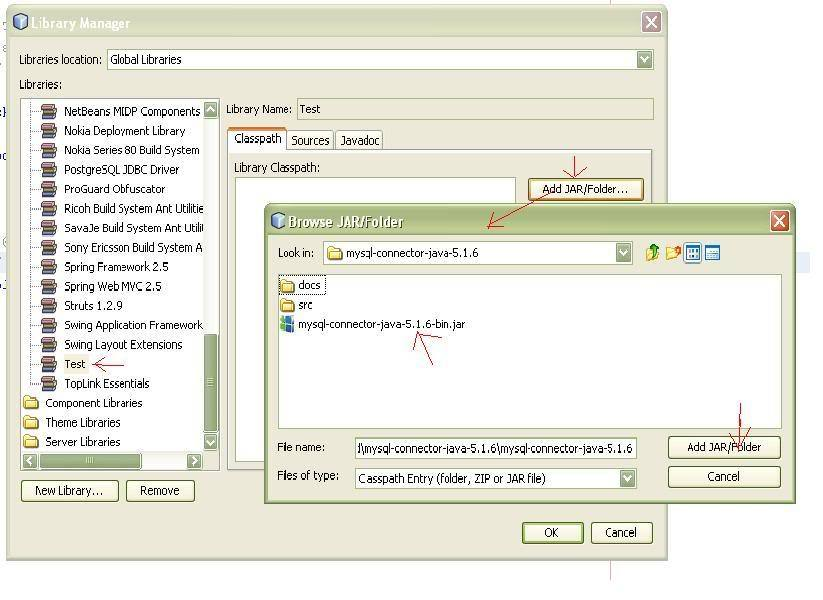 Library Manager
Libraries location: Global Libraries
Libraries:
NetBeans MIDP Components
Nokia Deployment Library
Nokia Series 80 Build System
PostgreSQL JDBC Driver
ProGuard Obfuscator
Ricoh Build System Ant Utilitie
SavaJe Build System Ant Utili
Sony Ericsson Build System A
Spring Framework 2.5
Spring Web MVC 2.5
Struts 1.2.9
Swing Application Framework
Swing Layout Extensions
Test
TopLink Essentials
Component Libraries
Theme Libraries
Server Libraries
New Library...
Remove
Library Name: Test
Classpath
Sources
Javadoc
Library Classpath:
Add JAR/Folder...
Browse JAR/Folder
Look in: mysql-connector-java-5.1.6
docs
src
mysql-connector-java-5.1.6-bin.jar
File name: l\mysql-connector-java-5.1.6\mysql-connector-java-5.1.6
Add JAR/Folder
Files of type: Casspath Entry (folder, ZIP or JAR file)
Cancel
OK
Cancel